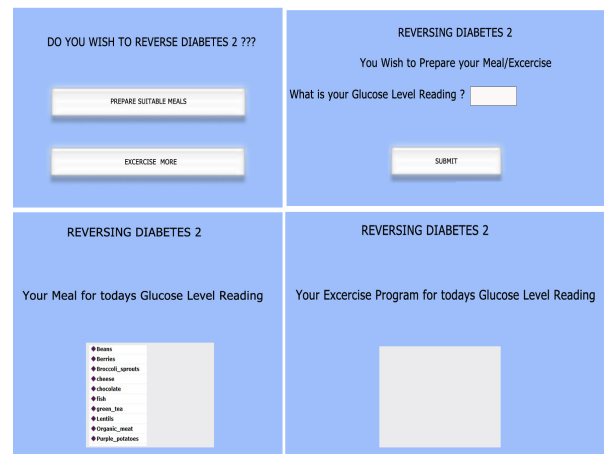 DO YOU WISH TO REVERSE DIABETES 2 ???
PREPARE SUITABLE MEALS
EXCERCISE MORE
REVERSING DIABETES 2
You Wish to Prepare your Meal/Excercise
What is your Glucose Level Reading ?
SUBMIT
REVERSING DIABETES 2
Your Meal for todays Glucose Level Reading
Beans
Berries
Broccoli_sprouts
cheese
chocolate
fish
green_tea
Lentils
Organic_meat
Purple_potatoes
REVERSING DIABETES 2
Your Excercise Program for todays Glucose Level Reading